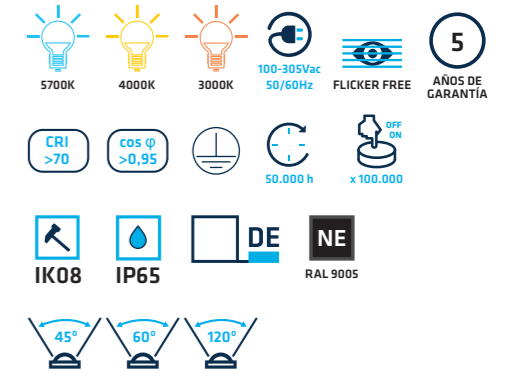 5700K
4000K
3000K
100-305Vac
50/60Hz
FLICKER FREE
5
AÑOS DE
GARANTÍA
CRI
>70
cos φ
>0,95
50.000 h
OFF
ON
x 100.000
IK08
IP65
DE
NE
RAL 9005
45°
60°
120°